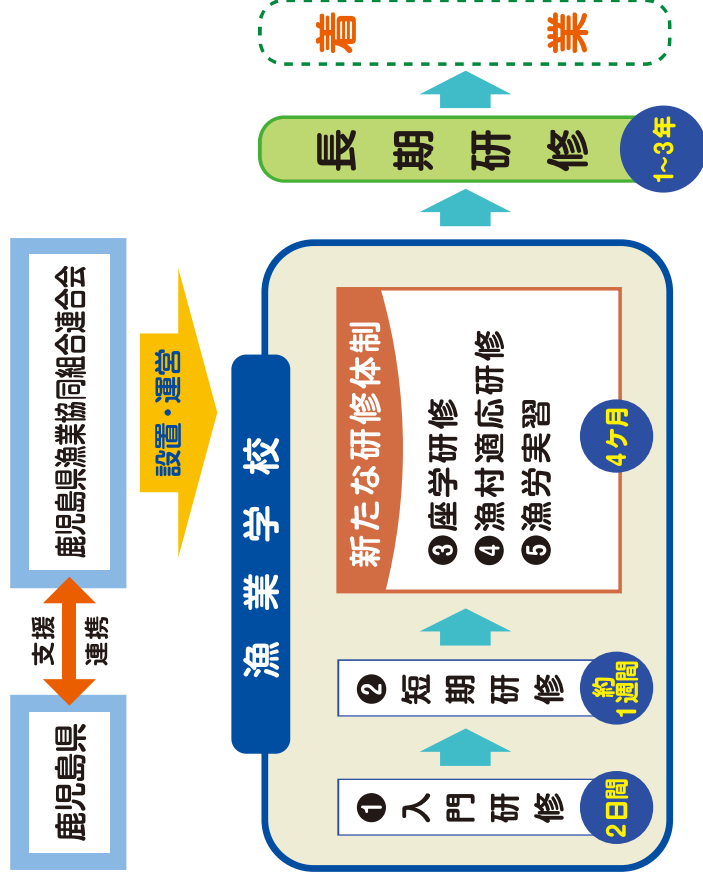 鹿児島県
支援
連携
鹿児島県漁業協同組合連合会
設置・運営
漁業学校
❶入門研修
2日間
❷短期研修
約
1週間
新たな研修体制
❸座学研修
❹漁村適応研修
❺漁労実習
4ケ月
長期研修
1~3年
着業